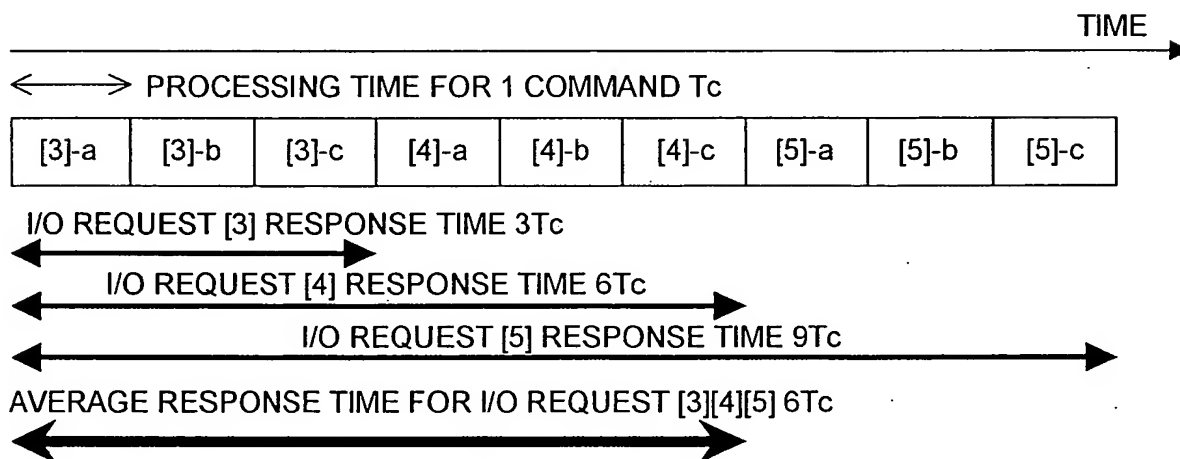 TIME
PROCESSING TIME FOR 1 COMMAND Tc
[3]-a [3]-b [3]-c [4]-a [4]-b [4]-c [5]-a [5]-b [5]-c
I/O REQUEST [3] RESPONSE TIME 3Tc
I/O REQUEST [4] RESPONSE TIME 6Tc
I/O REQUEST [5] RESPONSE TIME 9Tc
AVERAGE RESPONSE TIME FOR I/O REQUEST [3][4][5] 6Tc